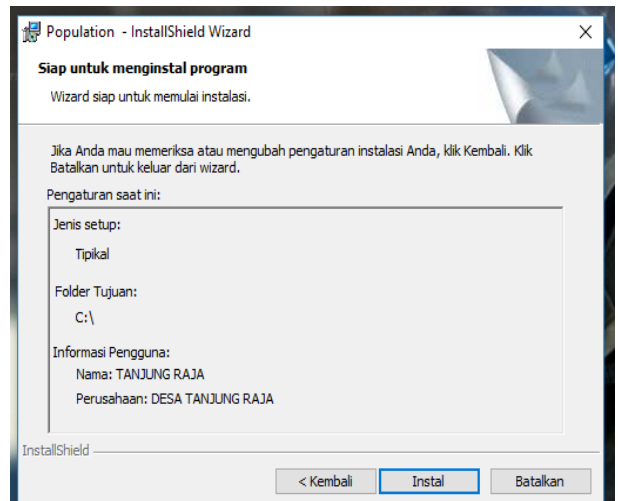 Population - InstallShield Wizard
Siap untuk menginstal program
Wizard siap untuk memulai instalasi.
Jika Anda mau memeriksa atau mengubah pengaturan instalasi Anda, klik Kembali. Klik
Batalkan untuk keluar dari wizard.
Pengaturan saat ini:
Jenis setup:
Tipikal
Folder Tujuan:
C:\
Informasi Pengguna:
Nama: TANJUNG RAJA
Perusahaan: DESA TANJUNG RAJA
InstallShield
< Kembali
Instal
Batalkan